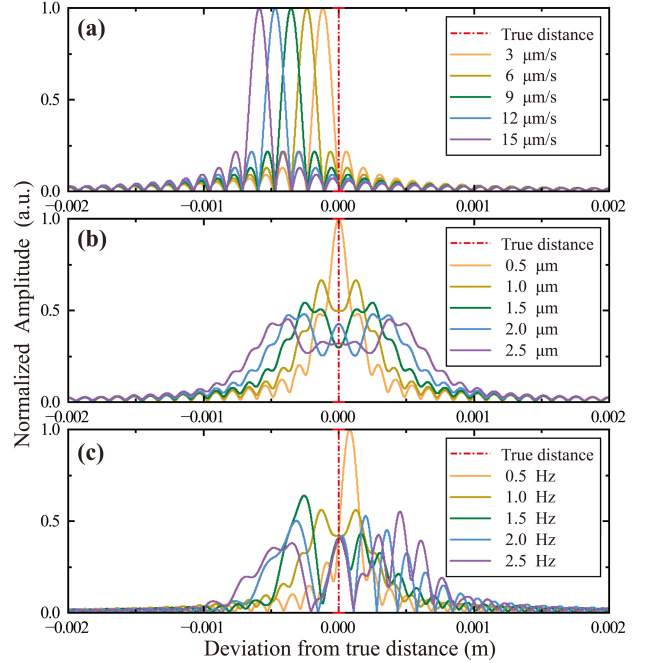 (a)
True distance
3 μm/s
6 μm/s
9 μm/s
12 μm/s
15 μm/s
1.0
0.5
0.0
−0.002 −0.001 0.000 0.001 0.002
(b)
True distance
0.5 μm
1.0 μm
1.5 μm
2.0 μm
2.5 μm
1.0
0.5
0.0
−0.002 −0.001 0.000 0.001 0.002
(c)
True distance
0.5 Hz
1.0 Hz
1.5 Hz
2.0 Hz
2.5 Hz
1.0
0.5
0.0
−0.002 −0.001 0.000 0.001 0.002
Normalized Amplitude (a.u.)
Deviation from true distance (m)